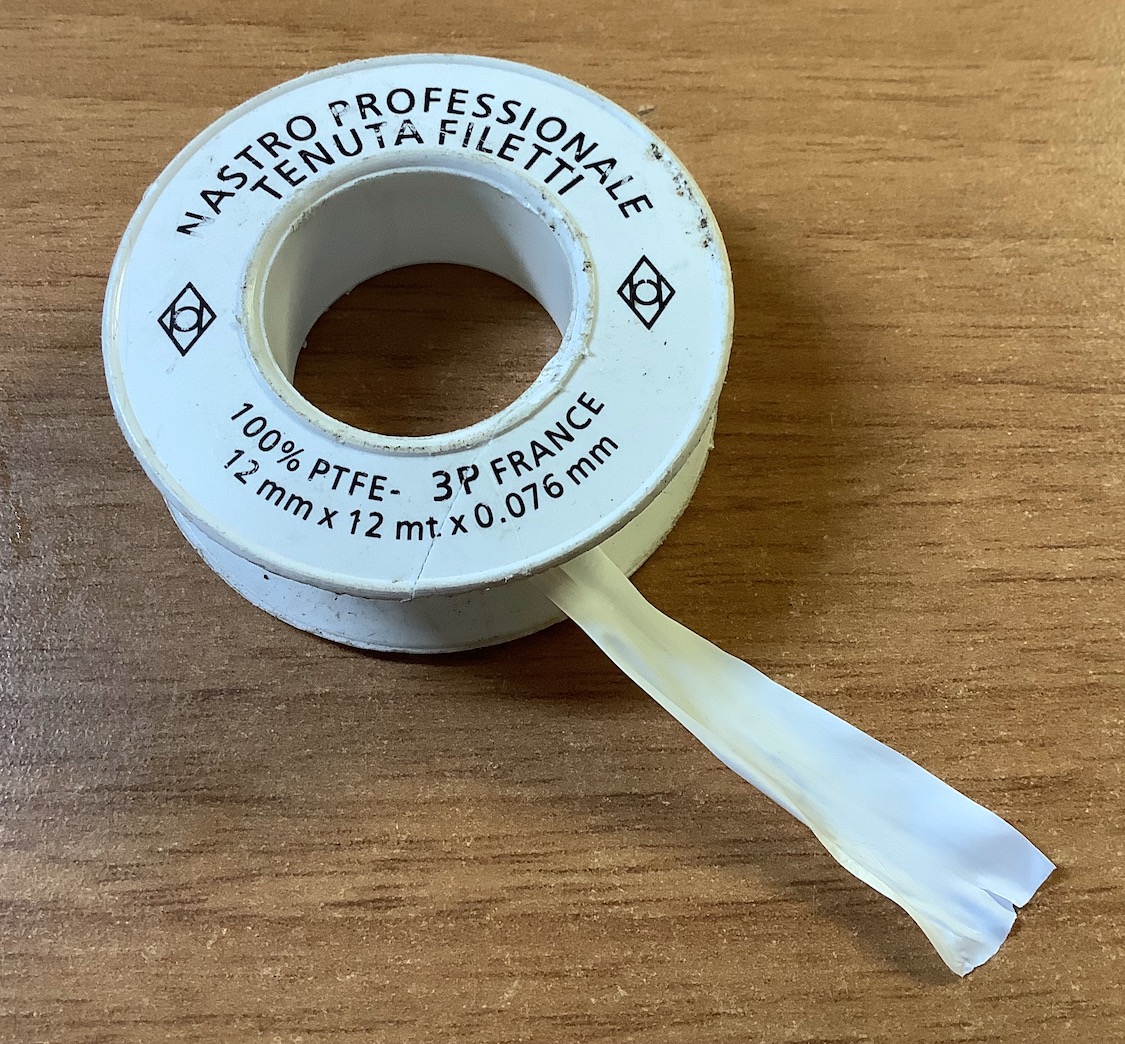 NASTRO PROFESSIONALE
TENUTA FILETTI
100% PTFE- 3P FRANCE
12 mm x 12 mt. x 0.076 mm